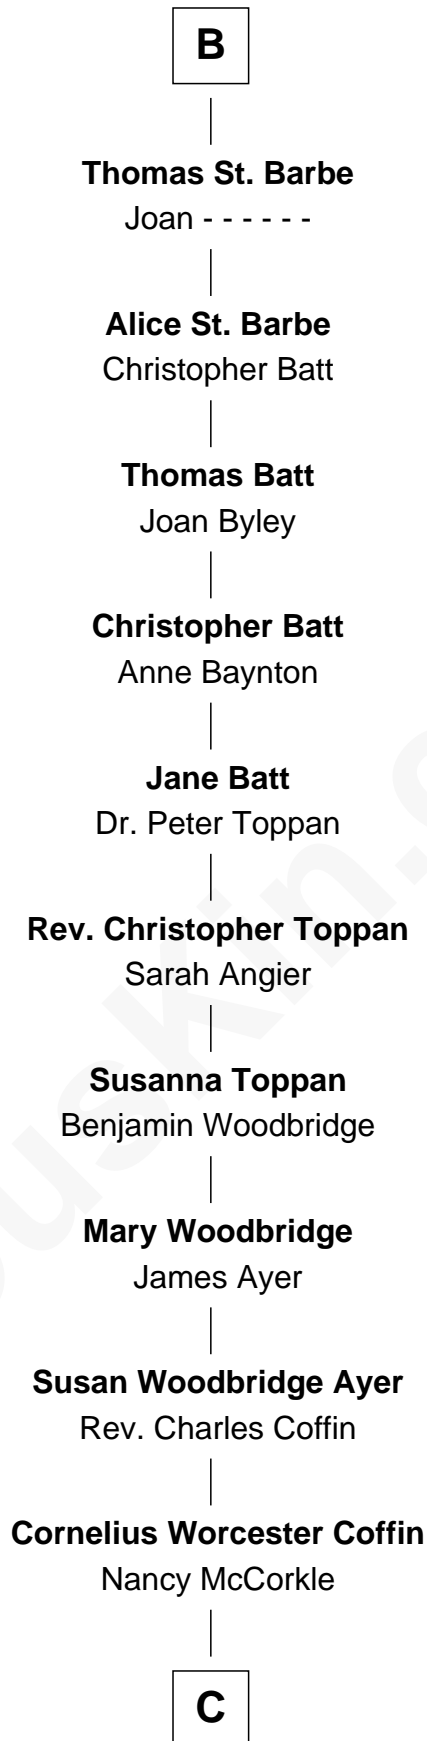 B
Thomas St. Barbe
Joan - - - - - -
Alice St. Barbe
Christopher Batt
Thomas Batt
Joan Byley
Christopher Batt
Anne Baynton
Jane Batt
Dr. Peter Toppan
Rev. Christopher Toppan
Sarah Angier
Susanna Toppan
Benjamin Woodbridge
Mary Woodbridge
James Ayer
Susan Woodbridge Ayer
Rev. Charles Coffin
Cornelius Worcester Coffin
Nancy McCorkle
C